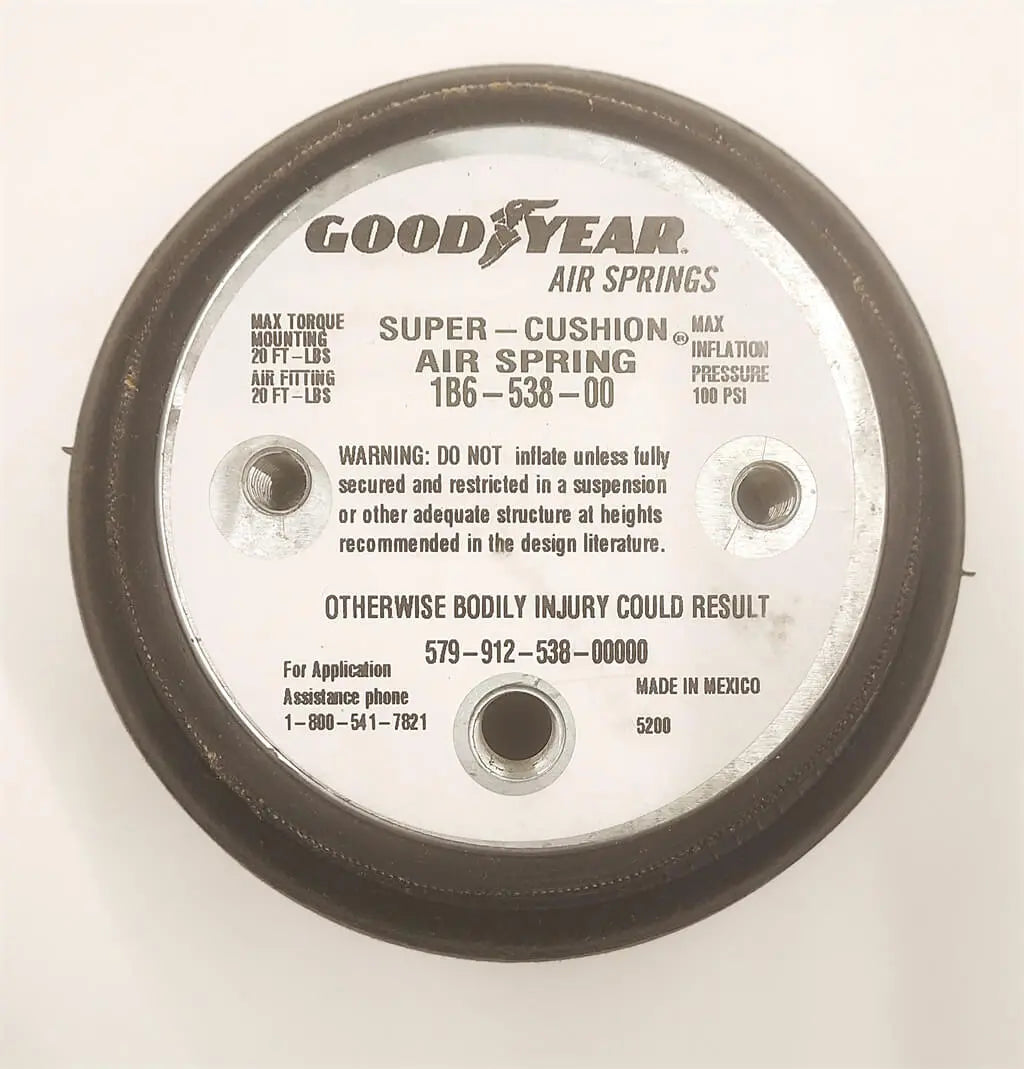 GOODYEAR
AIR SPRINGS
MAX TORQUE
MOUNTING
20 FT-LBS
AIR FITTING
20 FT-LBS
SUPER-CUSHION®
AIR SPRING
1B6-538-00
MAX
INFLATION
PRESSURE
100 PSI
WARNING: DO NOT inflate unless fully
secured and restricted in a suspension
or other adequate structure at heights
recommended in the design literature.
OTHERWISE BODILY INJURY COULD RESULT
579-912-538-00000
For Application
Assistance phone
1-800-541-7821
MADE IN MEXICO
5200